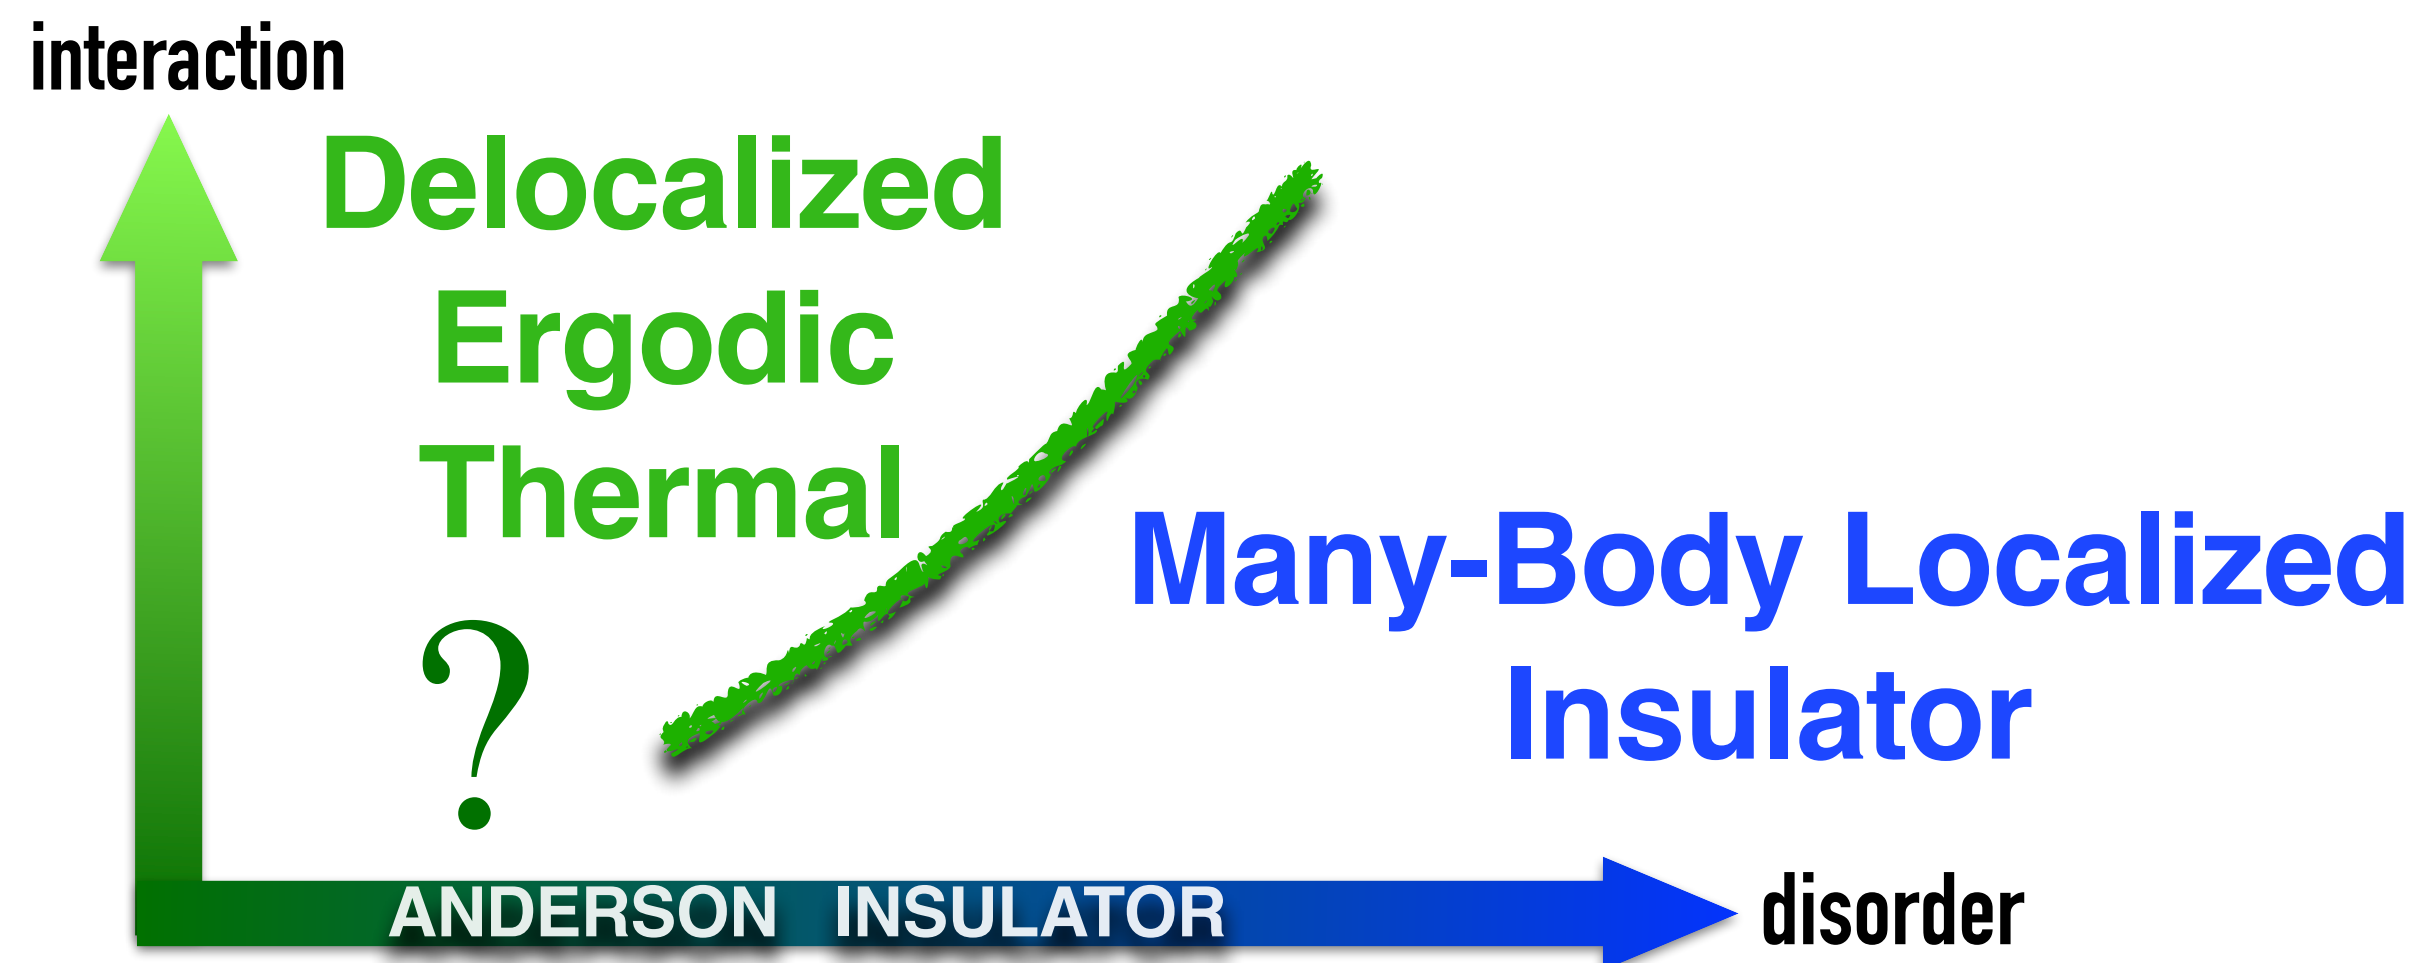 interaction
Delocalized
Ergodic
Thermal
?
Many-Body Localized
Insulator
ANDERSON INSULATOR
disorder